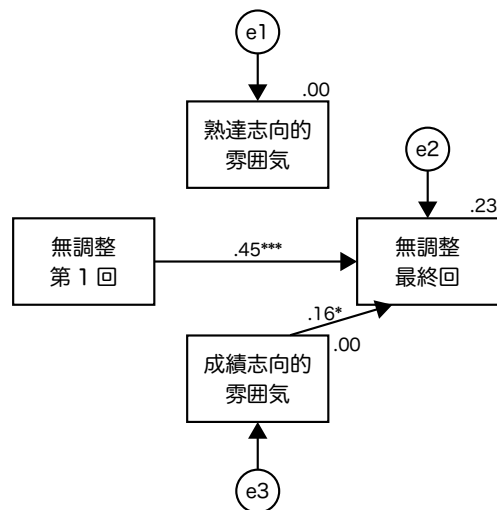 e1
.00
熟達志向的
雰囲気
e2
.23
無調整
第１回
.45***
無調整
最終回
.16*
.00
成績志向的
雰囲気
e3